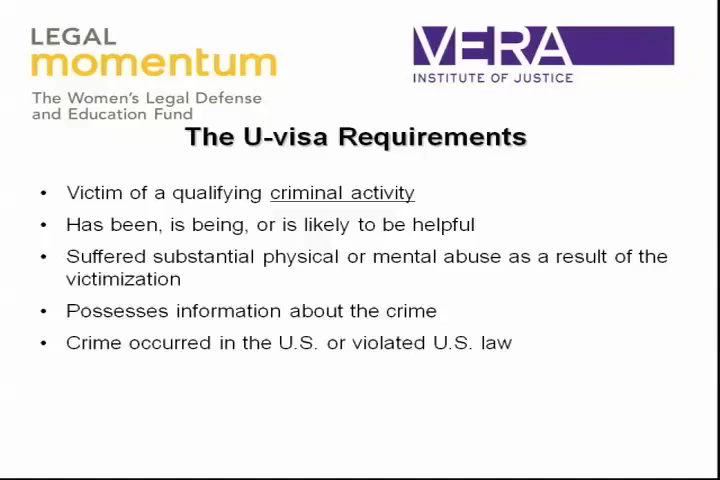 LEGAL
momentum
The Women's Legal Defense
and Education Fund
VERA
INSTITUTE OF JUSTICE
The U-visa Requirements
• Victim of a qualifying criminal activity
• Has been, is being, or is likely to be helpful
• Suffered substantial physical or mental abuse as a result of the
victimization
• Possesses information about the crime
• Crime occurred in the U.S. or violated U.S. law